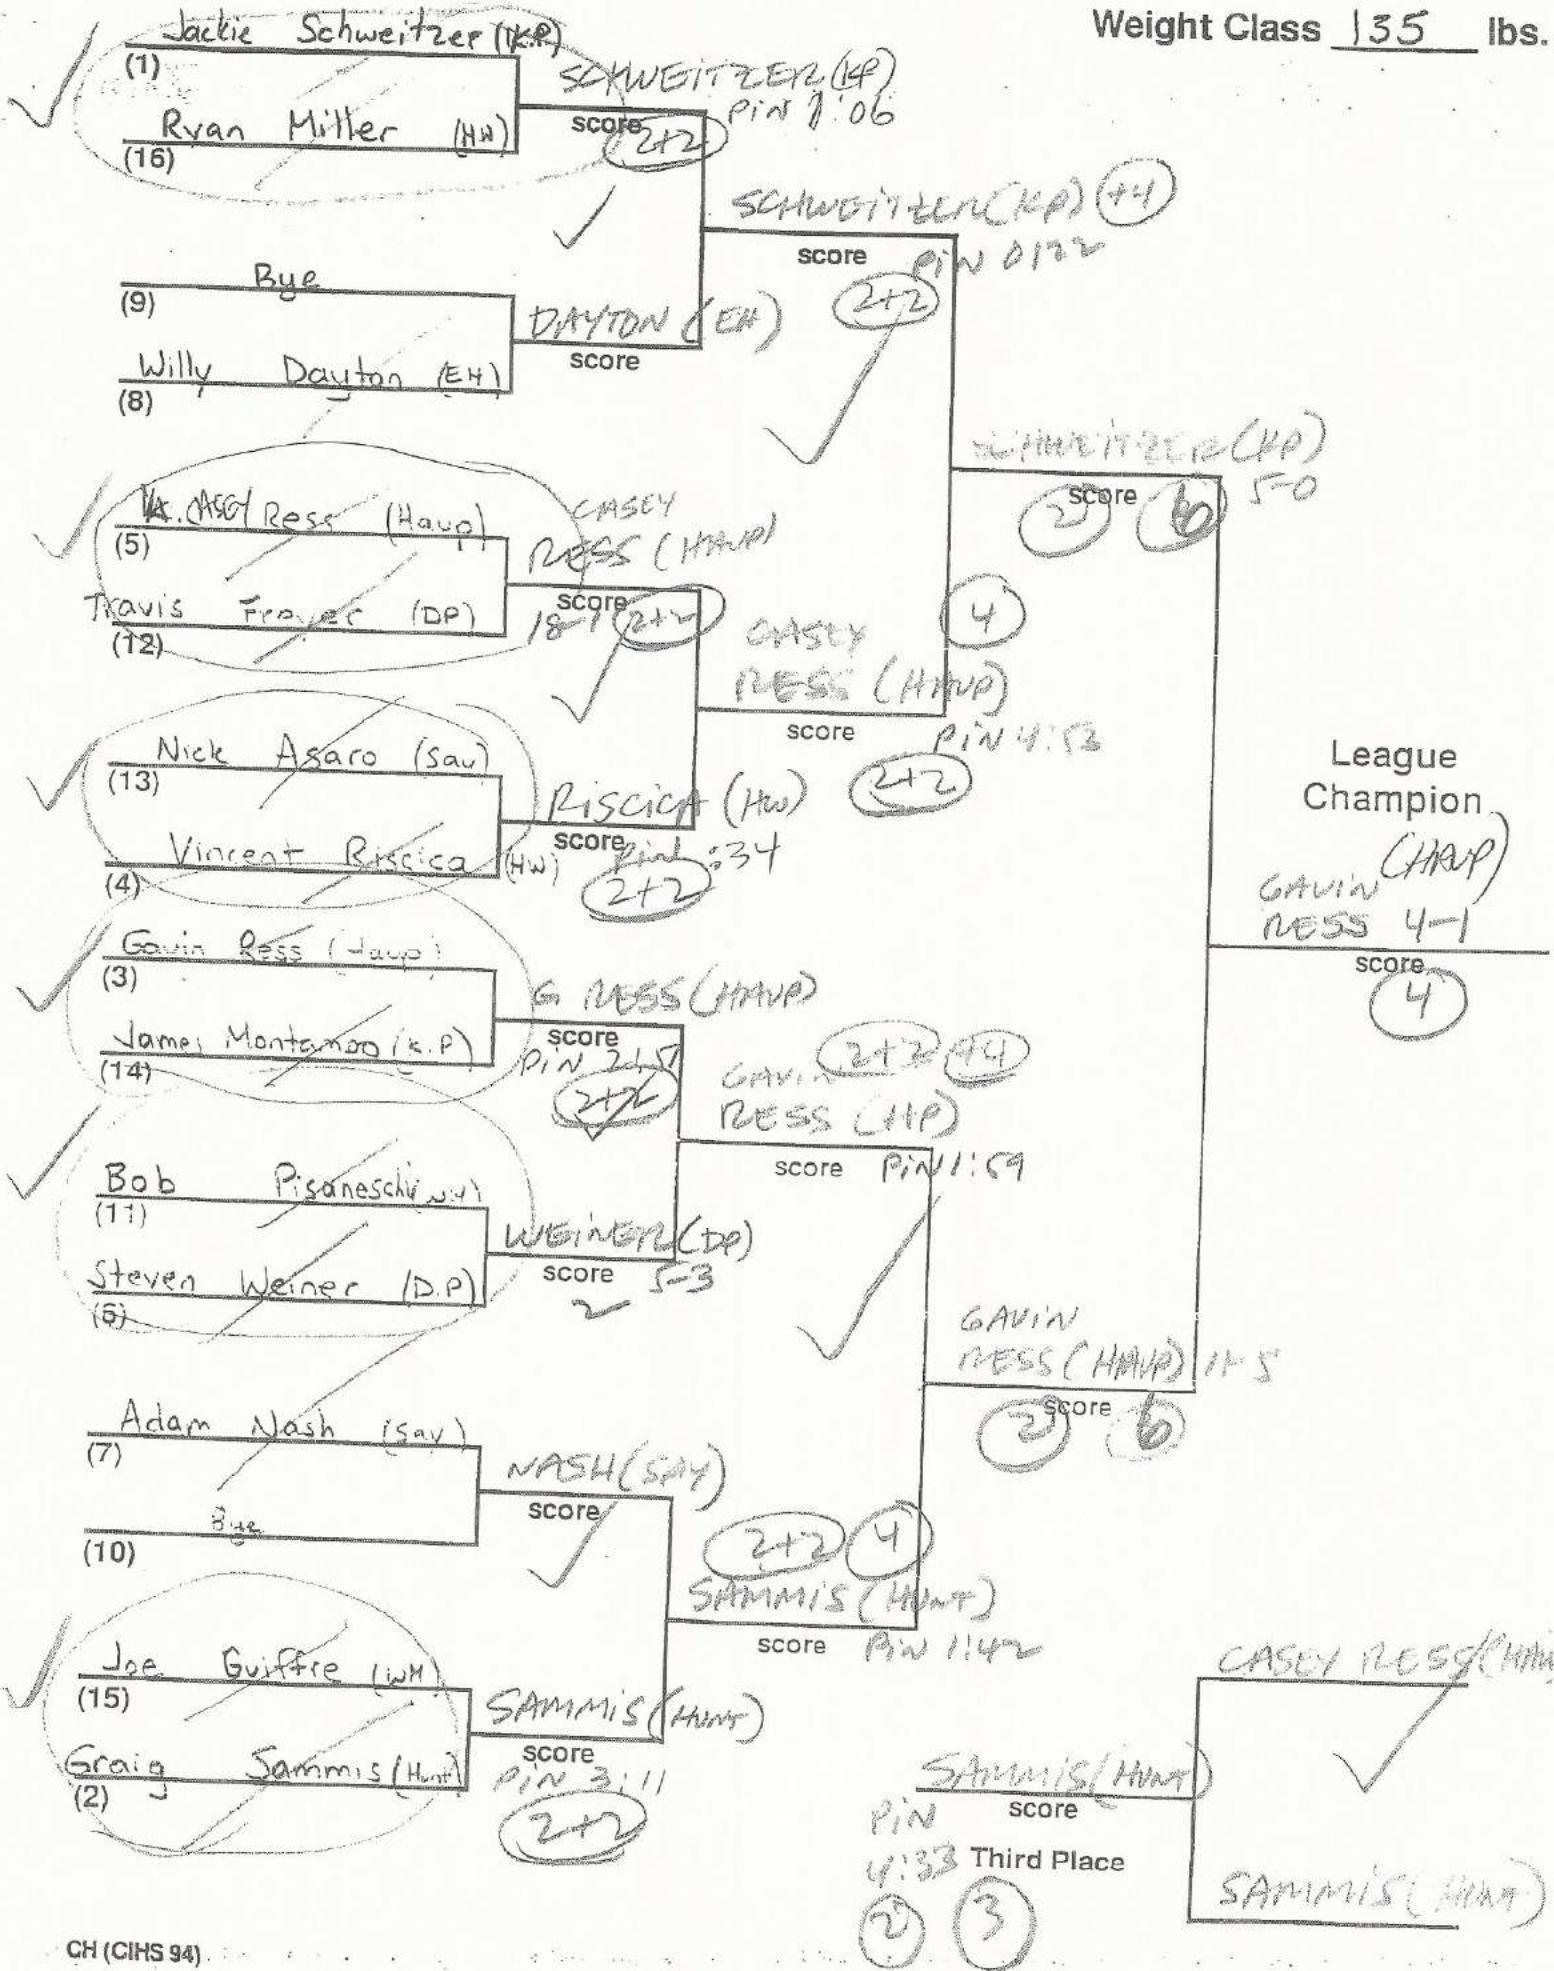 Weight Class 135 lbs.
Jackie Schweitzer (K.P)
(1)
Ryan Miller (HW)
(16)
SCHWEITZER (KP)
score
PIN 1:06
2+2
Bye
(9)
Willy Dayton (EH)
(8)
DAYTON (EH)
score
SCHWEITZER (KP) +4
score
PIN 0:22
2+2
CASEY Ress (Haup)
(5)
Travis Frayer (DP)
(12)
CASEY
RESS (HAUP)
score
18-1 2+2
Nick Asaro (Sav)
(13)
Vincent Riscica (HW)
(4)
RISCICA (HW)
score
Pin :34
2+2
CASEY
RESS (HAUP)
4
score
PIN 4:53
2+2
SCHWEITZER (KP)
score
5-0
2 6
Gavin Ress (Haup)
(3)
James (K.P)
(14)
G RESS (HAUP)
score
PIN
2+2
Bob Pisaneschi
(11)
Steven Weiner (D.P)
(6)
WEINER (DP)
score
5-3
2
2+2 +4
GAVIN
RESS (HP)
score
PIN 1:59
Adam Nash (Say)
(7)
Bye
(10)
NASH (SAY)
score
Joe Guiffre (WM)
(15)
Graig Sammis (Hunt)
(2)
SAMMIS (HUNT)
score
PIN 3:11
2+2
2+2 4
SAMMIS (HUNT)
score
PIN 1:42
GAVIN
RESS (HAUP)
score
2 6
League
Champion
(HAUP)
GAVIN
RESS 4-1
score
4
CASEY RESS
SAMMIS (HUNT)
SAMMIS (HUNT)
score
PIN
4:33
Third Place
2 3
CH (CIHS 94)